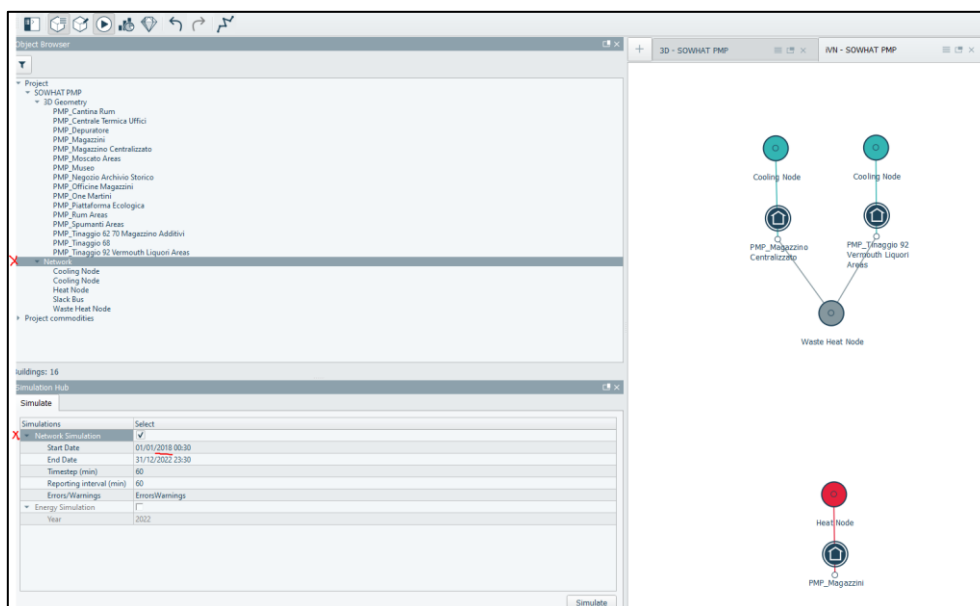 Object Browser
Project
SOWHAT PMP
3D Geometry
PMP_Cantina Rum
PMP_Centrale Termica Uffici
PMP_Depuratore
PMP_Magazzini
PMP_Magazzino Centralizzato
PMP_Moscato Areas
PMP_Museo
PMP_Negozio Archivio Storico
PMP_Officine Magazzini
PMP_One Martini
PMP_Piattaforma Ecologica
PMP_Rum Areas
PMP_Spumanti Areas
PMP_Tinaggio 62 70 Magazzino Additivi
PMP_Tinaggio 68
PMP_Tinaggio 92 Vermouth Liquori Areas
X Network
Cooling Node
Cooling Node
Heat Node
Slack Bus
Waste Heat Node
Project commodities
uildings: 16
Simulation Hub
Simulate
Simulations Select
X Network Simulation
Start Date 01/01/2018 00:30
End Date 31/12/2022 23:30
Timestep (min) 60
Reporting interval (min) 60
Errors/Warnings ErrorsWarnings
Energy Simulation
Year 2022
Simulate
3D - SOWHAT PMP
iVN - SOWHAT PMP
Cooling Node
Cooling Node
PMP_Magazzino
Centralizzato
PMP_Tinaggio 92
Vermouth Liquori
Areas
Waste Heat Node
Heat Node
PMP_Magazzini